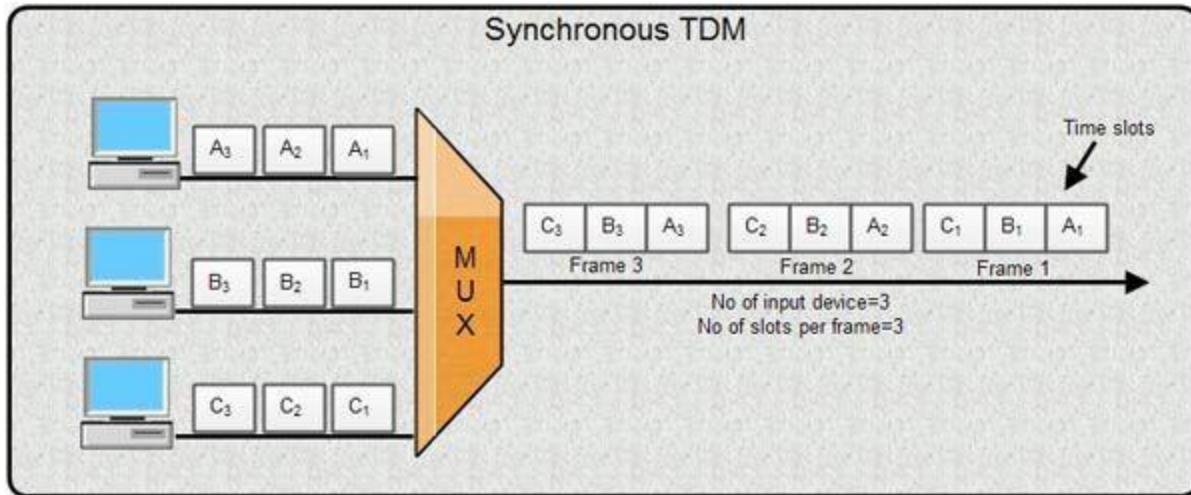 Synchronous TDM
Time slots
A₃ A₂ A₁
C₃ B₃ A₃ C₂ B₂ A₂ C₁ B₁ A₁
Frame 3 Frame 2 Frame 1
B₃ B₂ B₁
M
U
X
No of input device=3
No of slots per frame=3
C₃ C₂ C₁